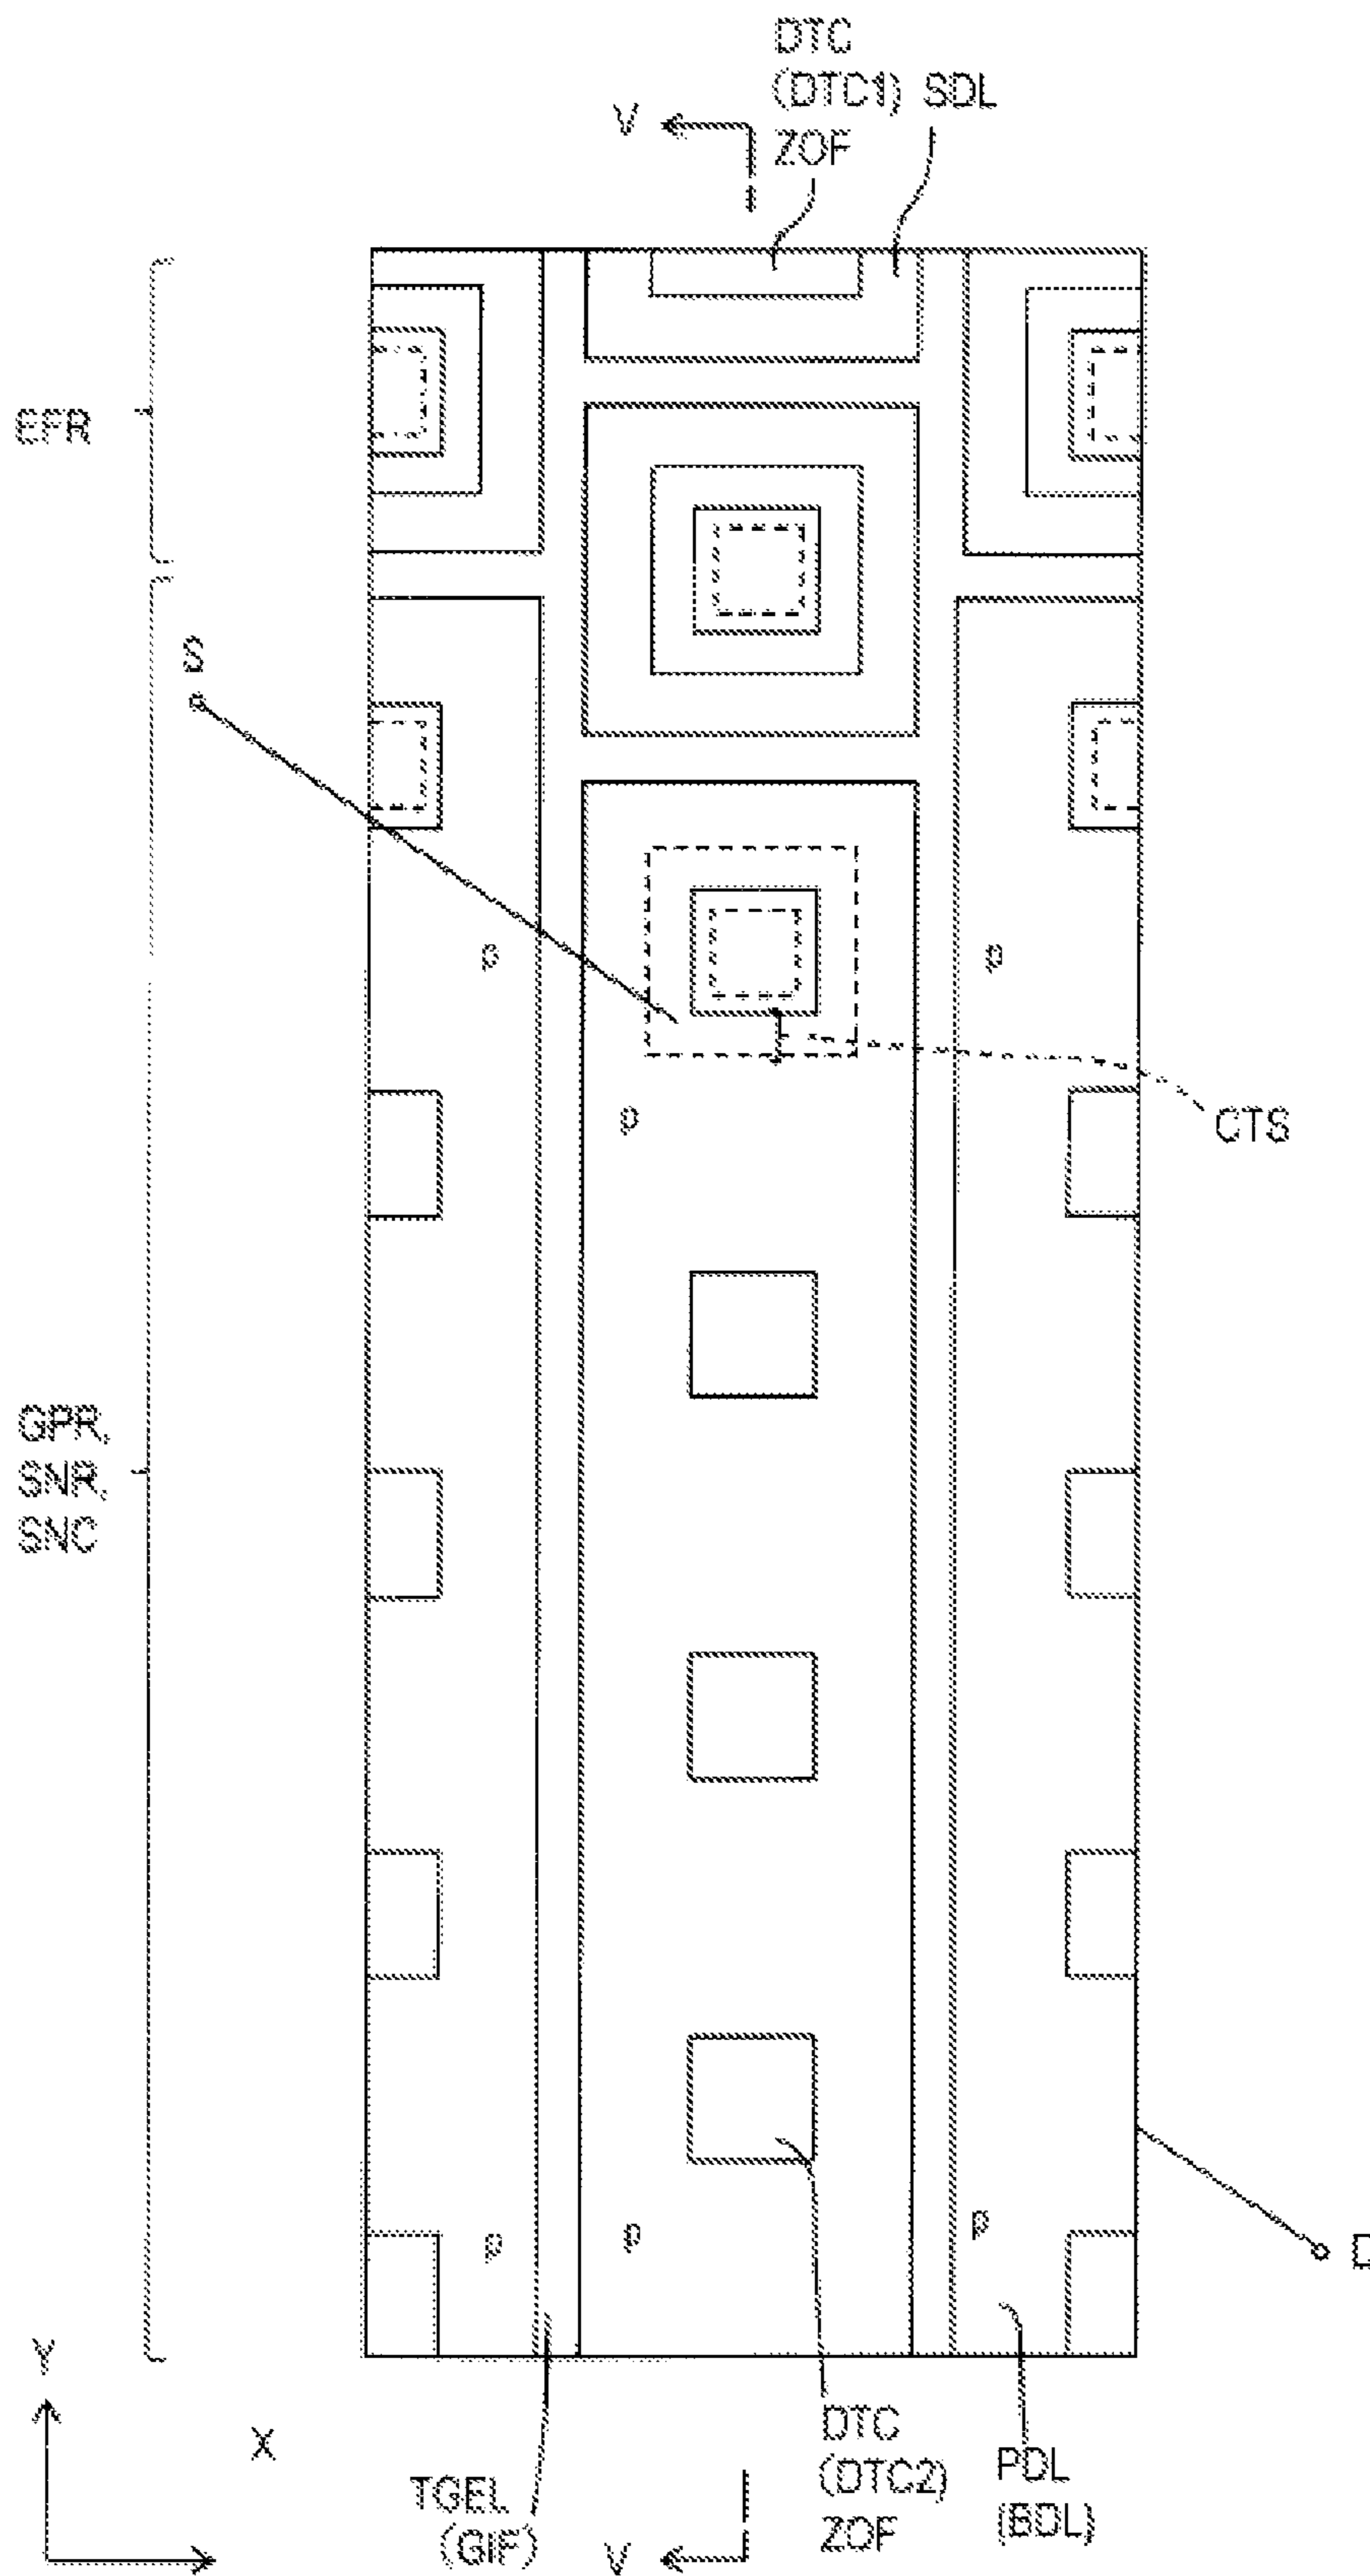 DTC
(DTC1) SDL
V
ZOF
EFR
S
p
p
p
CTS
GPR,
SNR,
SNC
p
p
p
D
Y
X
DTC
(DTC2)
ZOF
PDL
(BDL)
TGEL
(GIF)
V